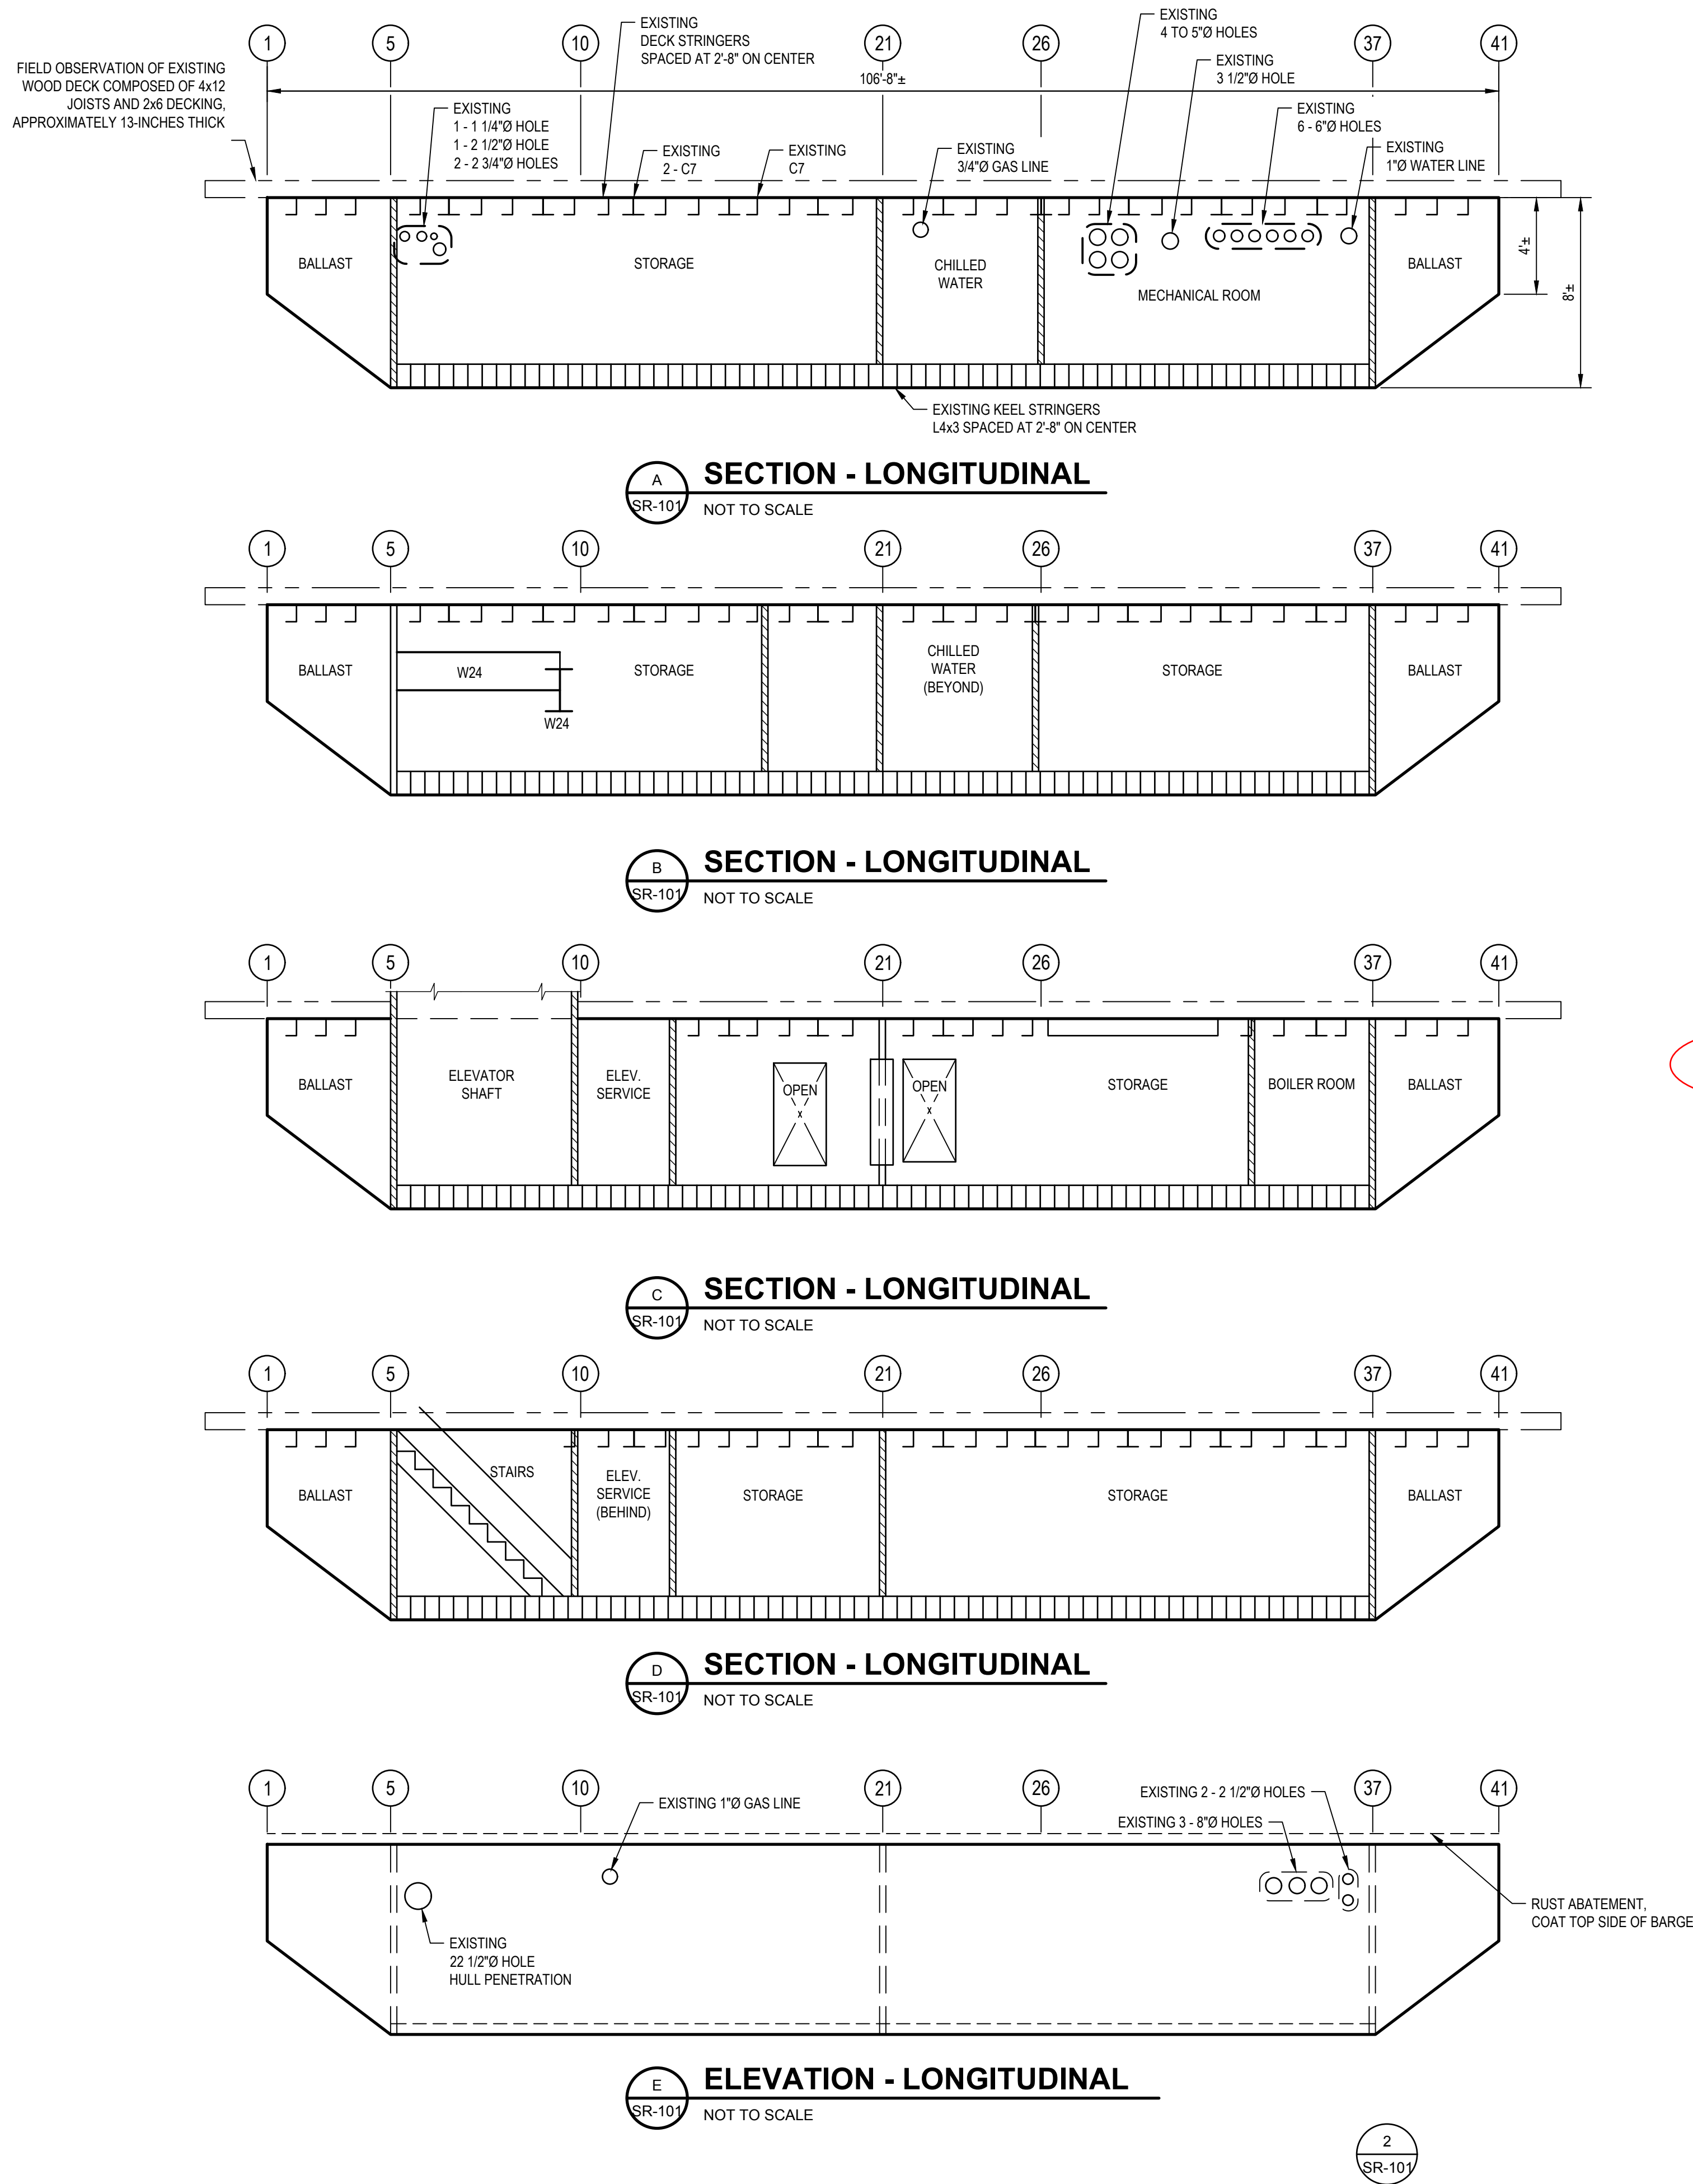 1
5
10
21
26
37
41
EXISTING
DECK STRINGERS
SPACED AT 2'-8" ON CENTER
EXISTING
4 TO 5"Ø HOLES
EXISTING
3 1/2"Ø HOLE
FIELD OBSERVATION OF EXISTING
WOOD DECK COMPOSED OF 4x12
JOISTS AND 2x6 DECKING,
APPROXIMATELY 13-INCHES THICK
106'-8"±
EXISTING
1 - 1 1/4"Ø HOLE
1 - 2 1/2"Ø HOLE
2 - 2 3/4"Ø HOLES
EXISTING
2 - C7
EXISTING
C7
EXISTING
3/4"Ø GAS LINE
EXISTING
6 - 6"Ø HOLES
EXISTING
1"Ø WATER LINE
BALLAST
STORAGE
CHILLED
WATER
MECHANICAL ROOM
BALLAST
4'±
8'±
EXISTING KEEL STRINGERS
L4x3 SPACED AT 2'-8" ON CENTER
A
SR-101
SECTION - LONGITUDINAL
NOT TO SCALE
1
5
10
21
26
37
41
BALLAST
W24
W24
STORAGE
CHILLED
WATER
(BEYOND)
STORAGE
BALLAST
B
SR-101
SECTION - LONGITUDINAL
NOT TO SCALE
1
5
10
21
26
37
41
BALLAST
ELEVATOR
SHAFT
ELEV.
SERVICE
OPEN
x
OPEN
x
STORAGE
BOILER ROOM
BALLAST
C
SR-101
SECTION - LONGITUDINAL
NOT TO SCALE
1
5
10
21
26
37
41
BALLAST
STAIRS
ELEV.
SERVICE
(BEHIND)
STORAGE
STORAGE
BALLAST
D
SR-101
SECTION - LONGITUDINAL
NOT TO SCALE
1
5
10
21
26
37
41
EXISTING 1"Ø GAS LINE
EXISTING 2 - 2 1/2"Ø HOLES
EXISTING 3 - 8"Ø HOLES
EXISTING
22 1/2"Ø HOLE
HULL PENETRATION
RUST ABATEMENT,
COAT TOP SIDE OF BARGE
E
SR-101
ELEVATION - LONGITUDINAL
NOT TO SCALE
2
SR-101